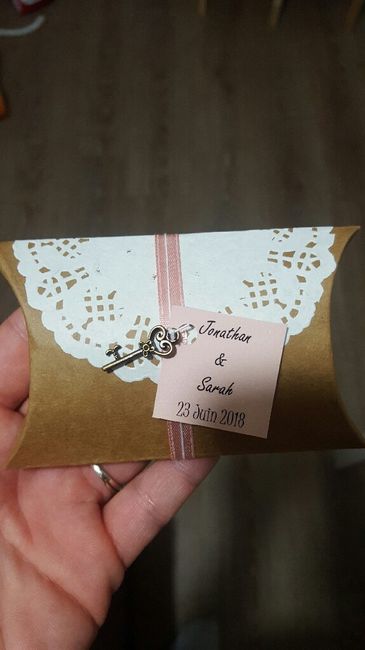 Jonathan
&
Sarah
23 Juin 2018